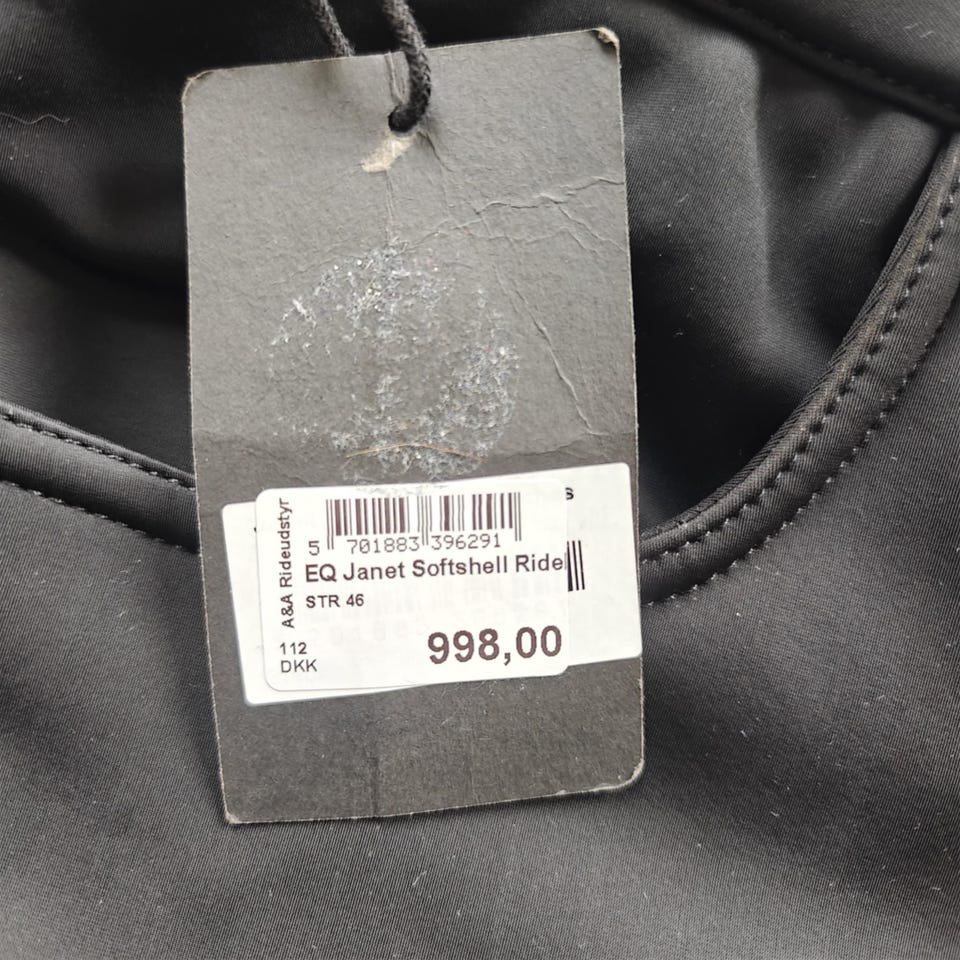 A&A Rideudstyr
5 701883 396291
EQ Janet Softshell Ride
STR 46
112
DKK
998,00
s